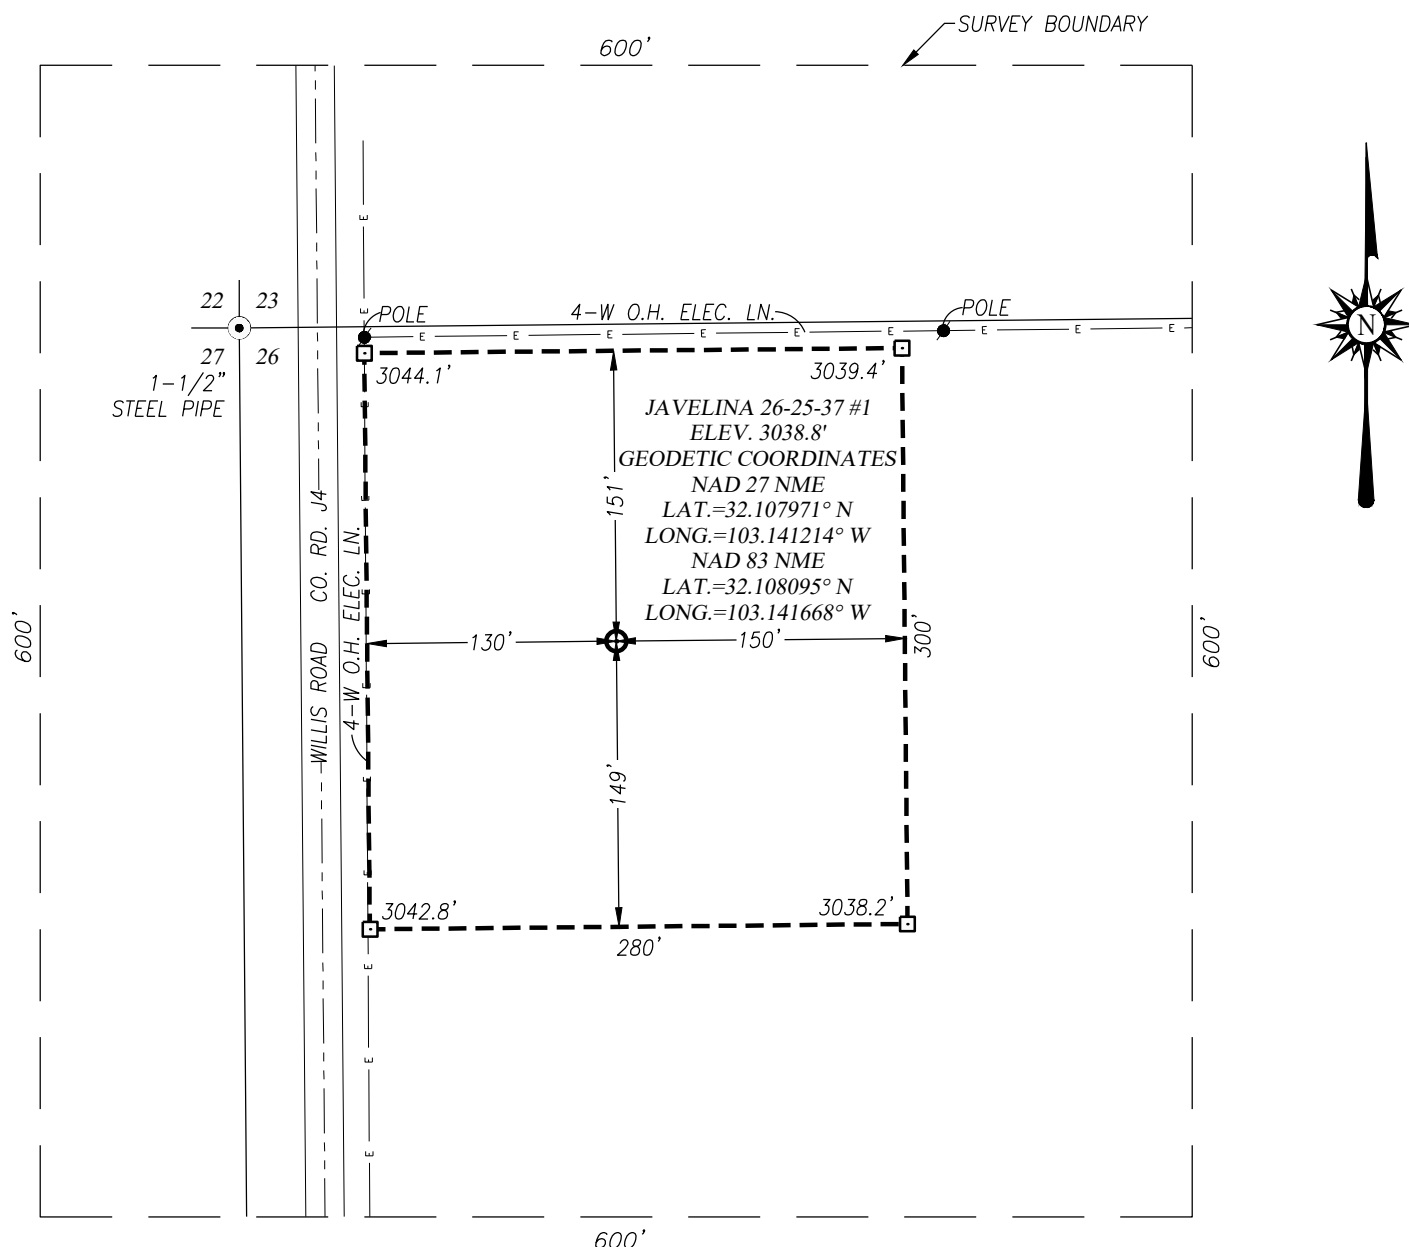 SURVEY BOUNDARY
600'
22 23
27 26
1-1/2"
STEEL PIPE
POLE
4-W O.H. ELEC. LN.
POLE
E E E E E E E E E
N
3044.1'
3039.4'
JAVELINA 26-25-37 #1
ELEV. 3038.8'
GEODETIC COORDINATES
NAD 27 NME
LAT.=32.107971° N
LONG.=103.141214° W
NAD 83 NME
LAT.=32.108095° N
LONG.=103.141668° W
151'
WILLIS ROAD CO. RD. J4
4-W O.H. ELEC. LN.
E E E E E E E E E E E
600'
130'
150'
300'
600'
149'
3042.8'
3038.2'
280'
600'